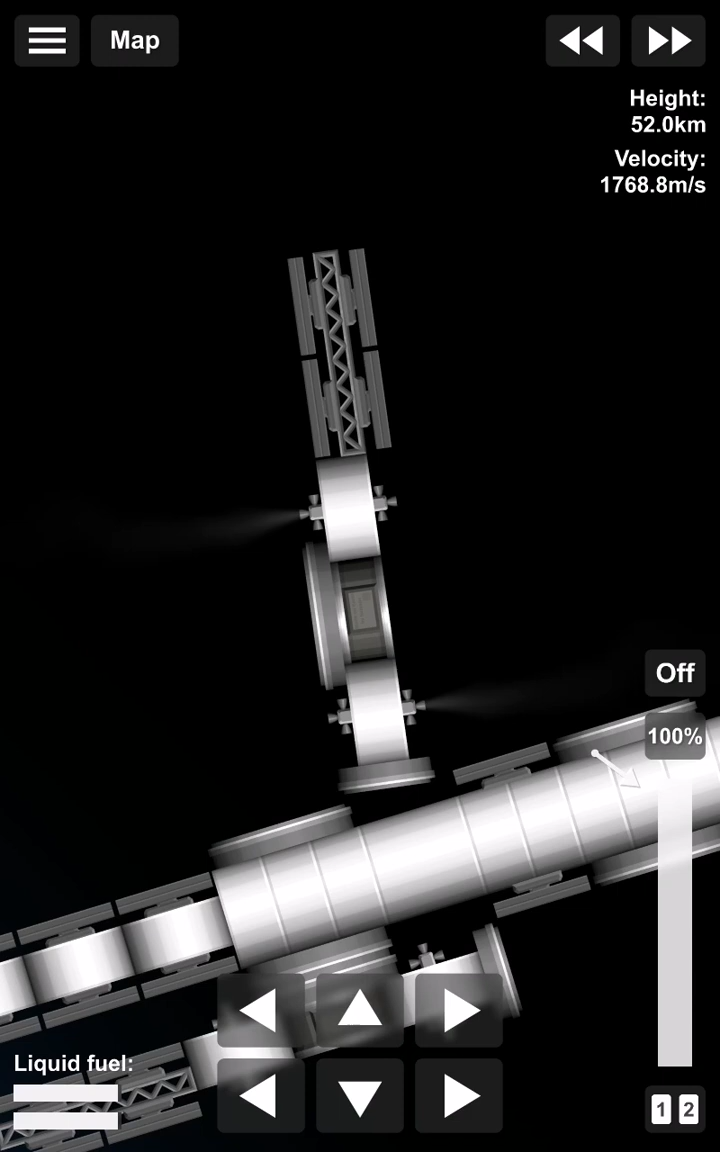 Map
Height:
52.0km
Velocity:
1768.8m/s
Off
100%
Liquid fuel:
1 2